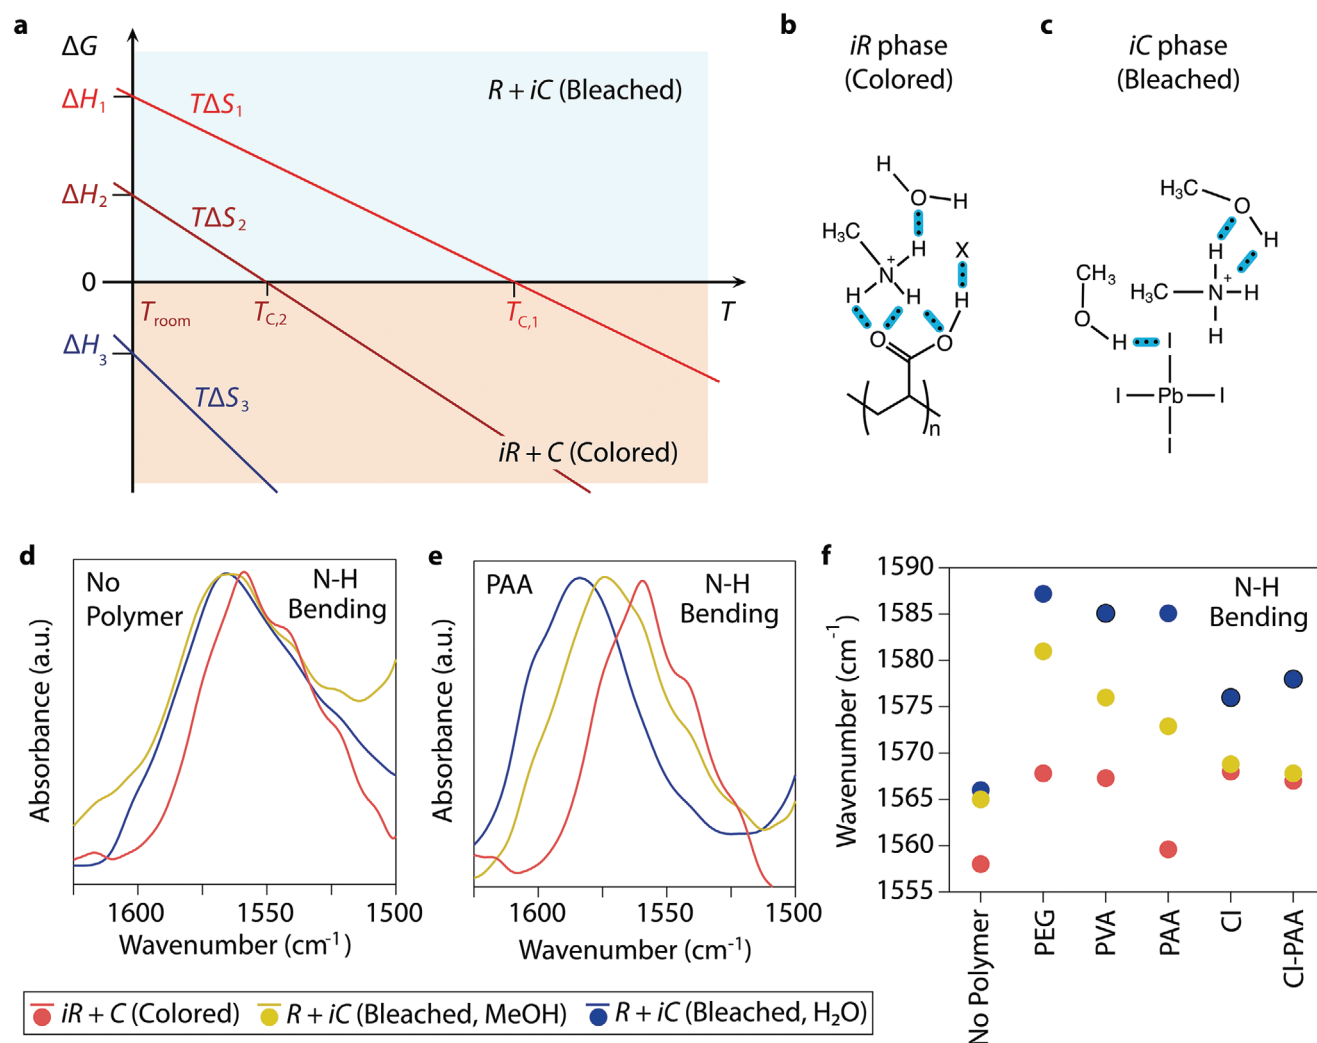 a
ΔG
ΔH1
TΔS1
R + iC (Bleached)
ΔH2
TΔS2
0
Troom
TC,2
TC,1
T
ΔH3
TΔS3
iR + C (Colored)
b
iR phase
(Colored)
H
O
H
H3C
H
X
N+
H
H
H
O
O
n
c
iC phase
(Bleached)
H3C
O
H
H
CH3
H3C
N+
H
O
H
H
I
I
Pb
I
I
d
No
Polymer
N-H
Bending
Absorbance (a.u.)
1600
1550
1500
Wavenumber (cm-1)
e
PAA
N-H
Bending
Absorbance (a.u.)
1600
1550
1500
Wavenumber (cm-1)
f
N-H
Bending
Wavenumber (cm-1)
1590
1585
1580
1575
1570
1565
1560
1555
No Polymer
PEG
PVA
PAA
Cl
Cl-PAA
iR + C (Colored)
R + iC (Bleached, MeOH)
R + iC (Bleached, H2O)